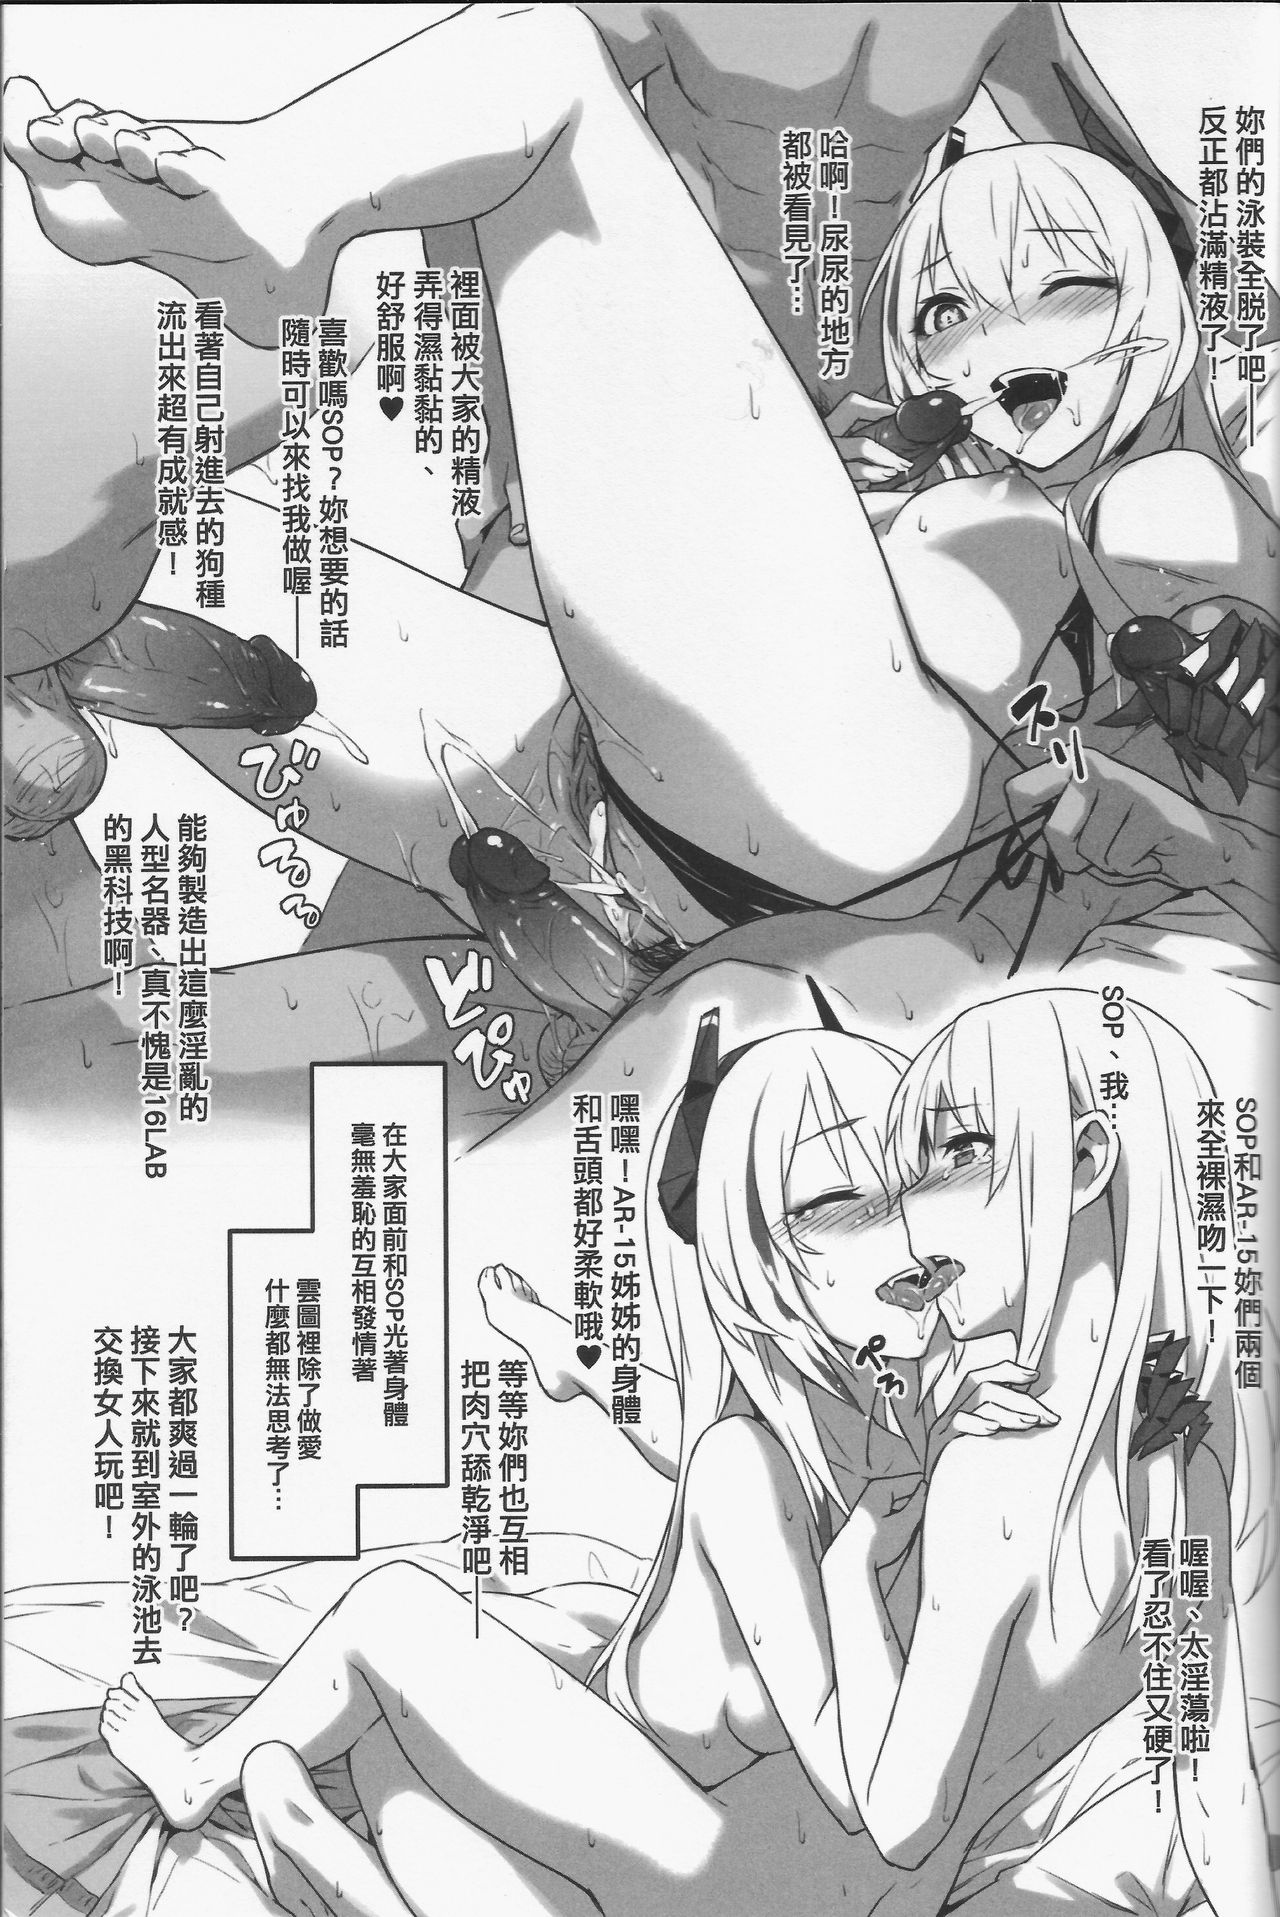 妳們的泳裝全脫了吧——
反正都沾滿精液了！
哈啊！尿尿的地方
都被看見了…
裡面被大家的精液
弄得濕黏黏的、
好舒服啊♥
喜歡嗎SOP？妳想要的話
隨時可以來找我做喔——
看著自己射進去的狗種
流出來超有成就感！
ズリ
びゅるるる
どぴゅ
能夠製造出這麼淫亂的
人型名器、真不愧是16LAB
的黑科技啊！
SOP和AR-15妳們兩個
來全裸濕吻一下！
SOP、我…
嘿嘿－AR-15姊姊的身體
和舌頭都好柔軟哦♥
在大家面前和SOP光著身體
毫無羞恥的互相發情著
雲圖裡除了做愛
什麼都無法思考了…
喔喔、太淫蕩啦！
看了忍不住又硬了！
等等妳們也互相
把肉穴舔乾淨吧——
大家都爽過一輪了吧？
接下來就到室外的泳池去
交換女人玩吧！